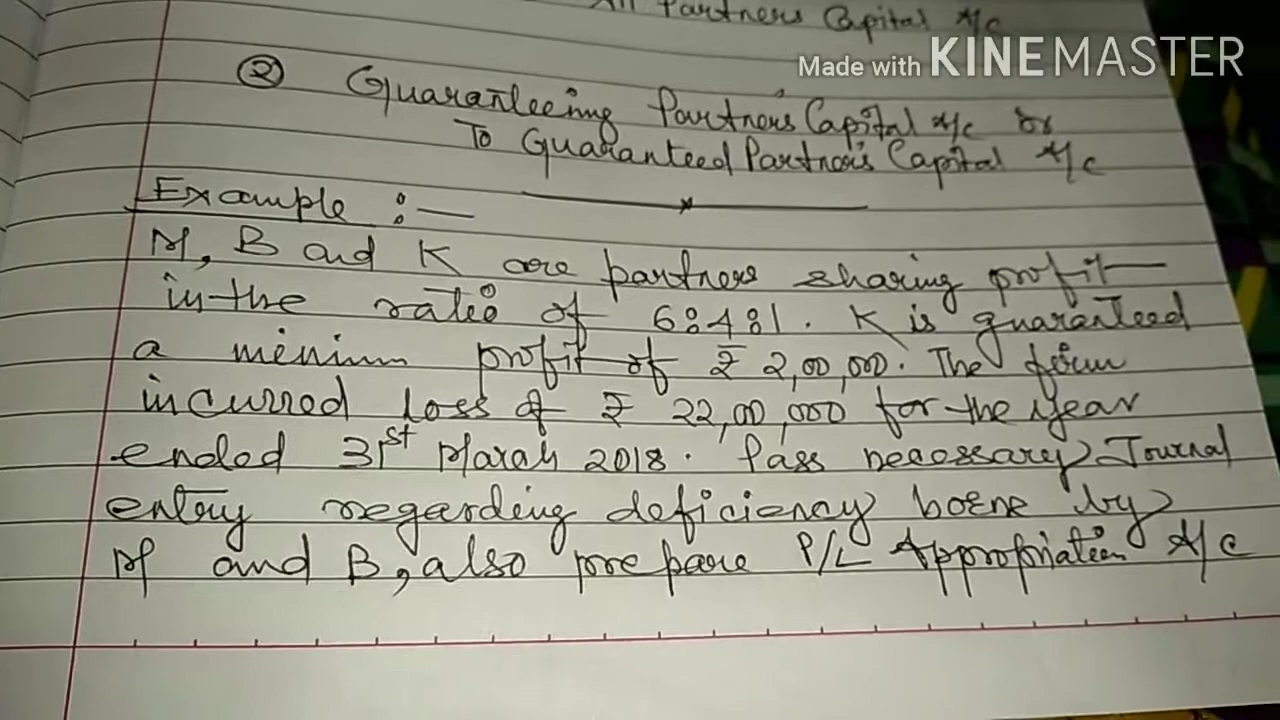 All Partners Capital A/c
Made with KINEMASTER
② Guaranteeing Partner's Capital A/c Dr
To Guaranteed Partner's Capital A/c
Example :-
M, B and K are partners sharing profit
in the ratio of 6:4:1. K is guaranteed
a minium profit of ₹ 2,00,000. The firm
incurred loss of ₹ 22,00,000 for the year
ended 31st March 2018. Pass necessary Journal
entry regarding deficiency borne by
M and B, also prepare P/L Appropriation A/c